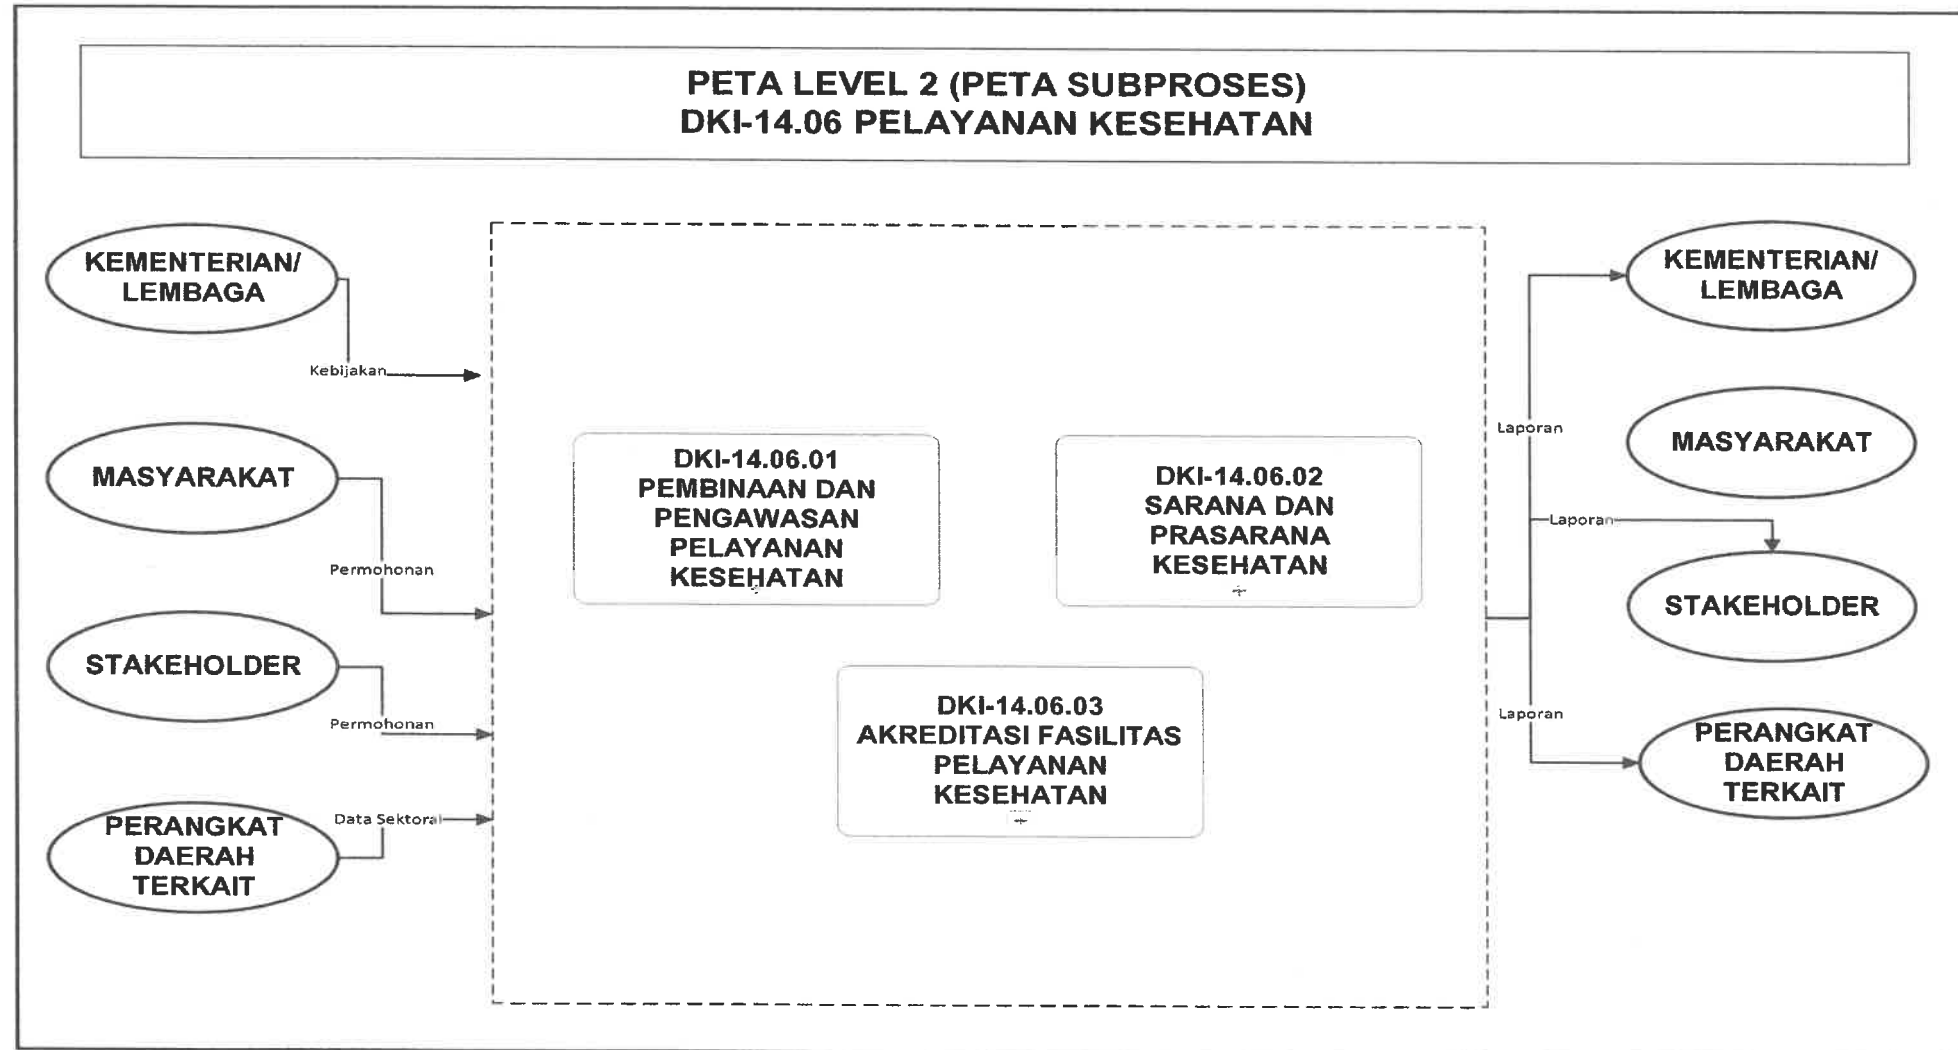 PETA LEVEL 2 (PETA SUBPROSES)
DKI-14.06 PELAYANAN KESEHATAN
KEMENTERIAN/
LEMBAGA
Kebijakan
MASYARAKAT
Permohonan
STAKEHOLDER
Permohonan
PERANGKAT
DAERAH
TERKAIT
Data Sektoral
DKI-14.06.01
PEMBINAAN DAN
PENGAWASAN
PELAYANAN
KESEHATAN
DKI-14.06.02
SARANA DAN
PRASARANA
KESEHATAN
DKI-14.06.03
AKREDITASI FASILITAS
PELAYANAN
KESEHATAN
Laporan
Laporan
Laporan
KEMENTERIAN/
LEMBAGA
MASYARAKAT
STAKEHOLDER
PERANGKAT
DAERAH
TERKAIT